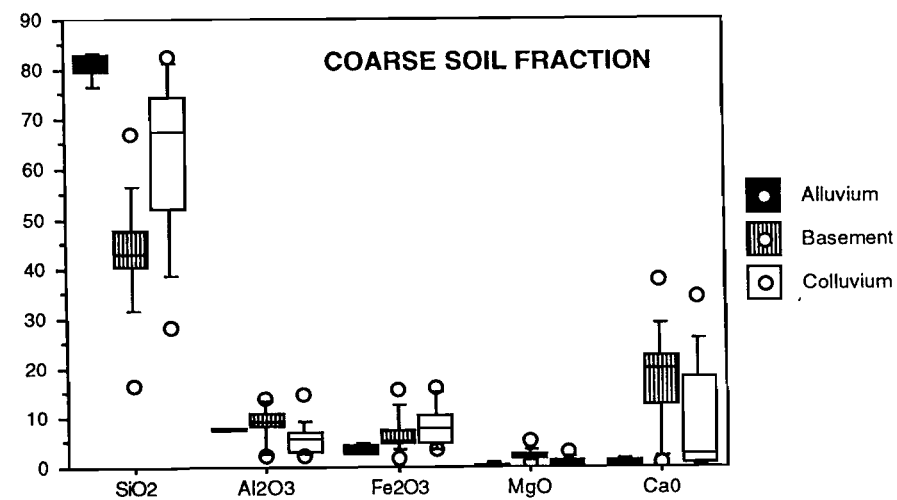 90
COARSE SOIL FRACTION
80
70
60
50
40
30
20
10
0
Alluvium
Basement
Colluvium
SiO2
Al2O3
Fe2O3
MgO
CaO